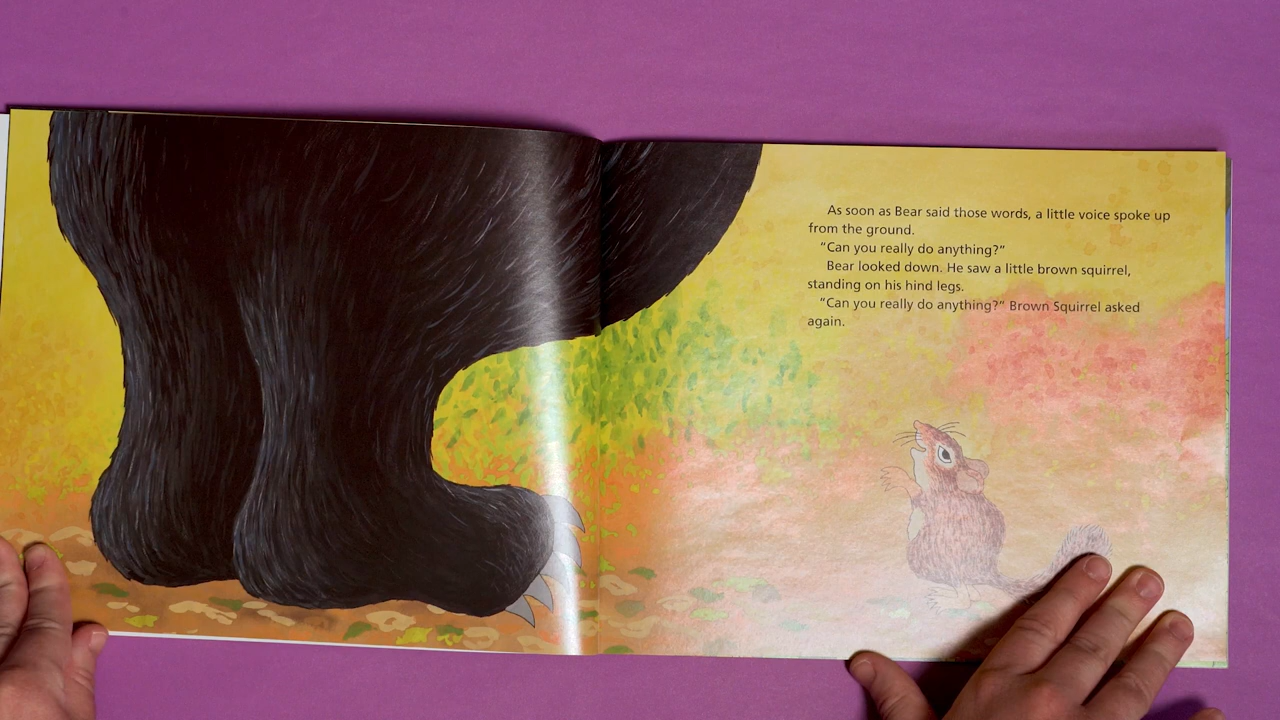 As soon as Bear said those words, a little voice spoke up
from the ground.
"Can you really do anything?"
Bear looked down. He saw a little brown squirrel,
standing on his hind legs.
"Can you really do anything?" Brown Squirrel asked
again.